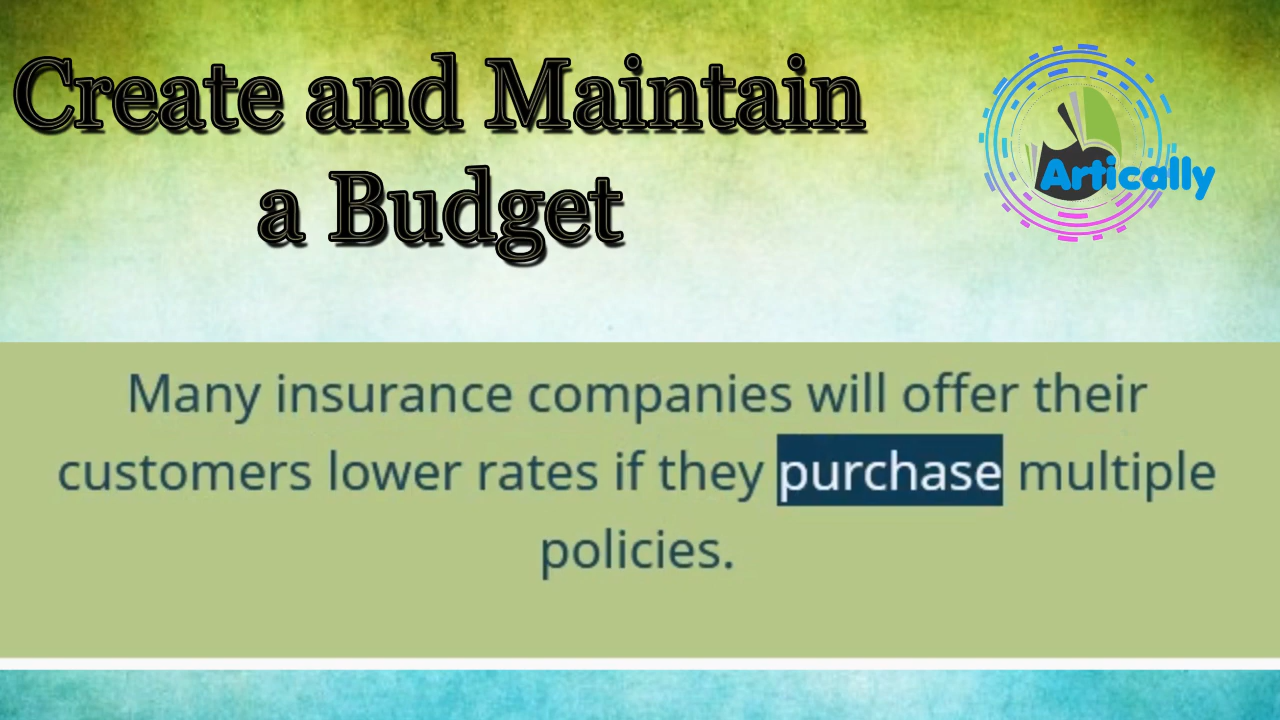 Create and Maintain
a Budget
Artically
Many insurance companies will offer their
customers lower rates if they purchase multiple
policies.